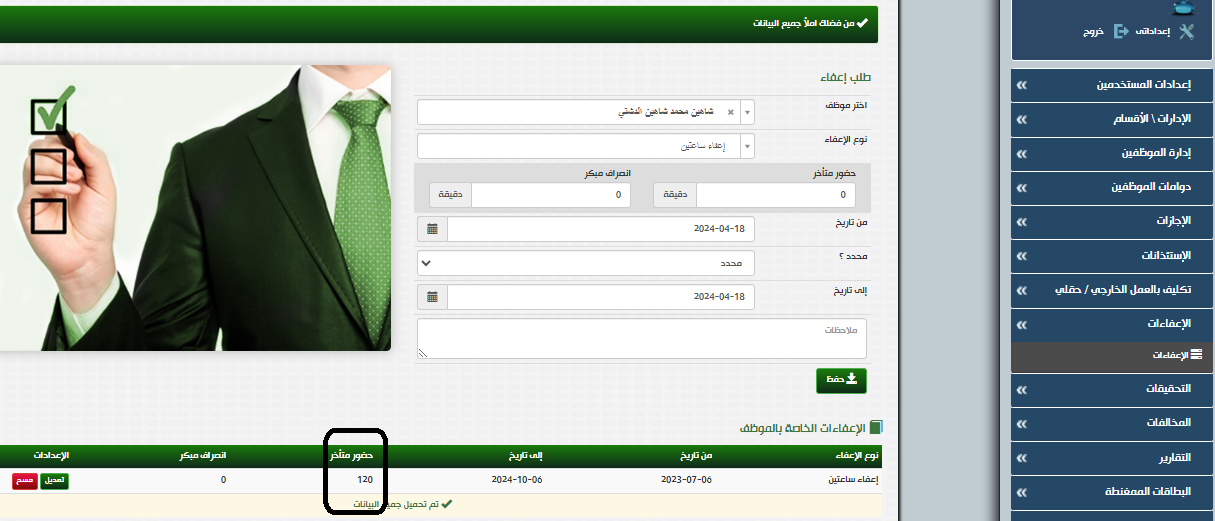 من فضلك املأ جميع البيانات
طلب إعفاء
اختر موظف
شاهين محمد شاهين الدشتي ×
نوع الإعفاء
إعفاء ساعتين
حضور متأخر
انصراف مبكر
0
دقيقة
0
دقيقة
من تاريخ
2024-04-18
محدد ؟
محدد
إلى تاريخ
2024-04-18
ملاحظات
حفظ
الإعفاءات الخاصة بالموظف
نوع الإعفاء من تاريخ إلى تاريخ حضور متأخر انصراف مبكر الإعدادات
إعفاء ساعتين 2023-07-06 2024-10-06 120 0 تعديل مسح
تم تحميل جميع البيانات
إعداداتى خروج
إعدادات المستخدمين
الإدارات \ الأقسام
إدارة الموظفين
دوامات الموظفين
الإجازات
الإستئذانات
تكليف بالعمل الخارجي / حقلي
الإعفاءات
الإعفاءات
التحقيقات
المخالفات
التقارير
البطاقات الممغنطة